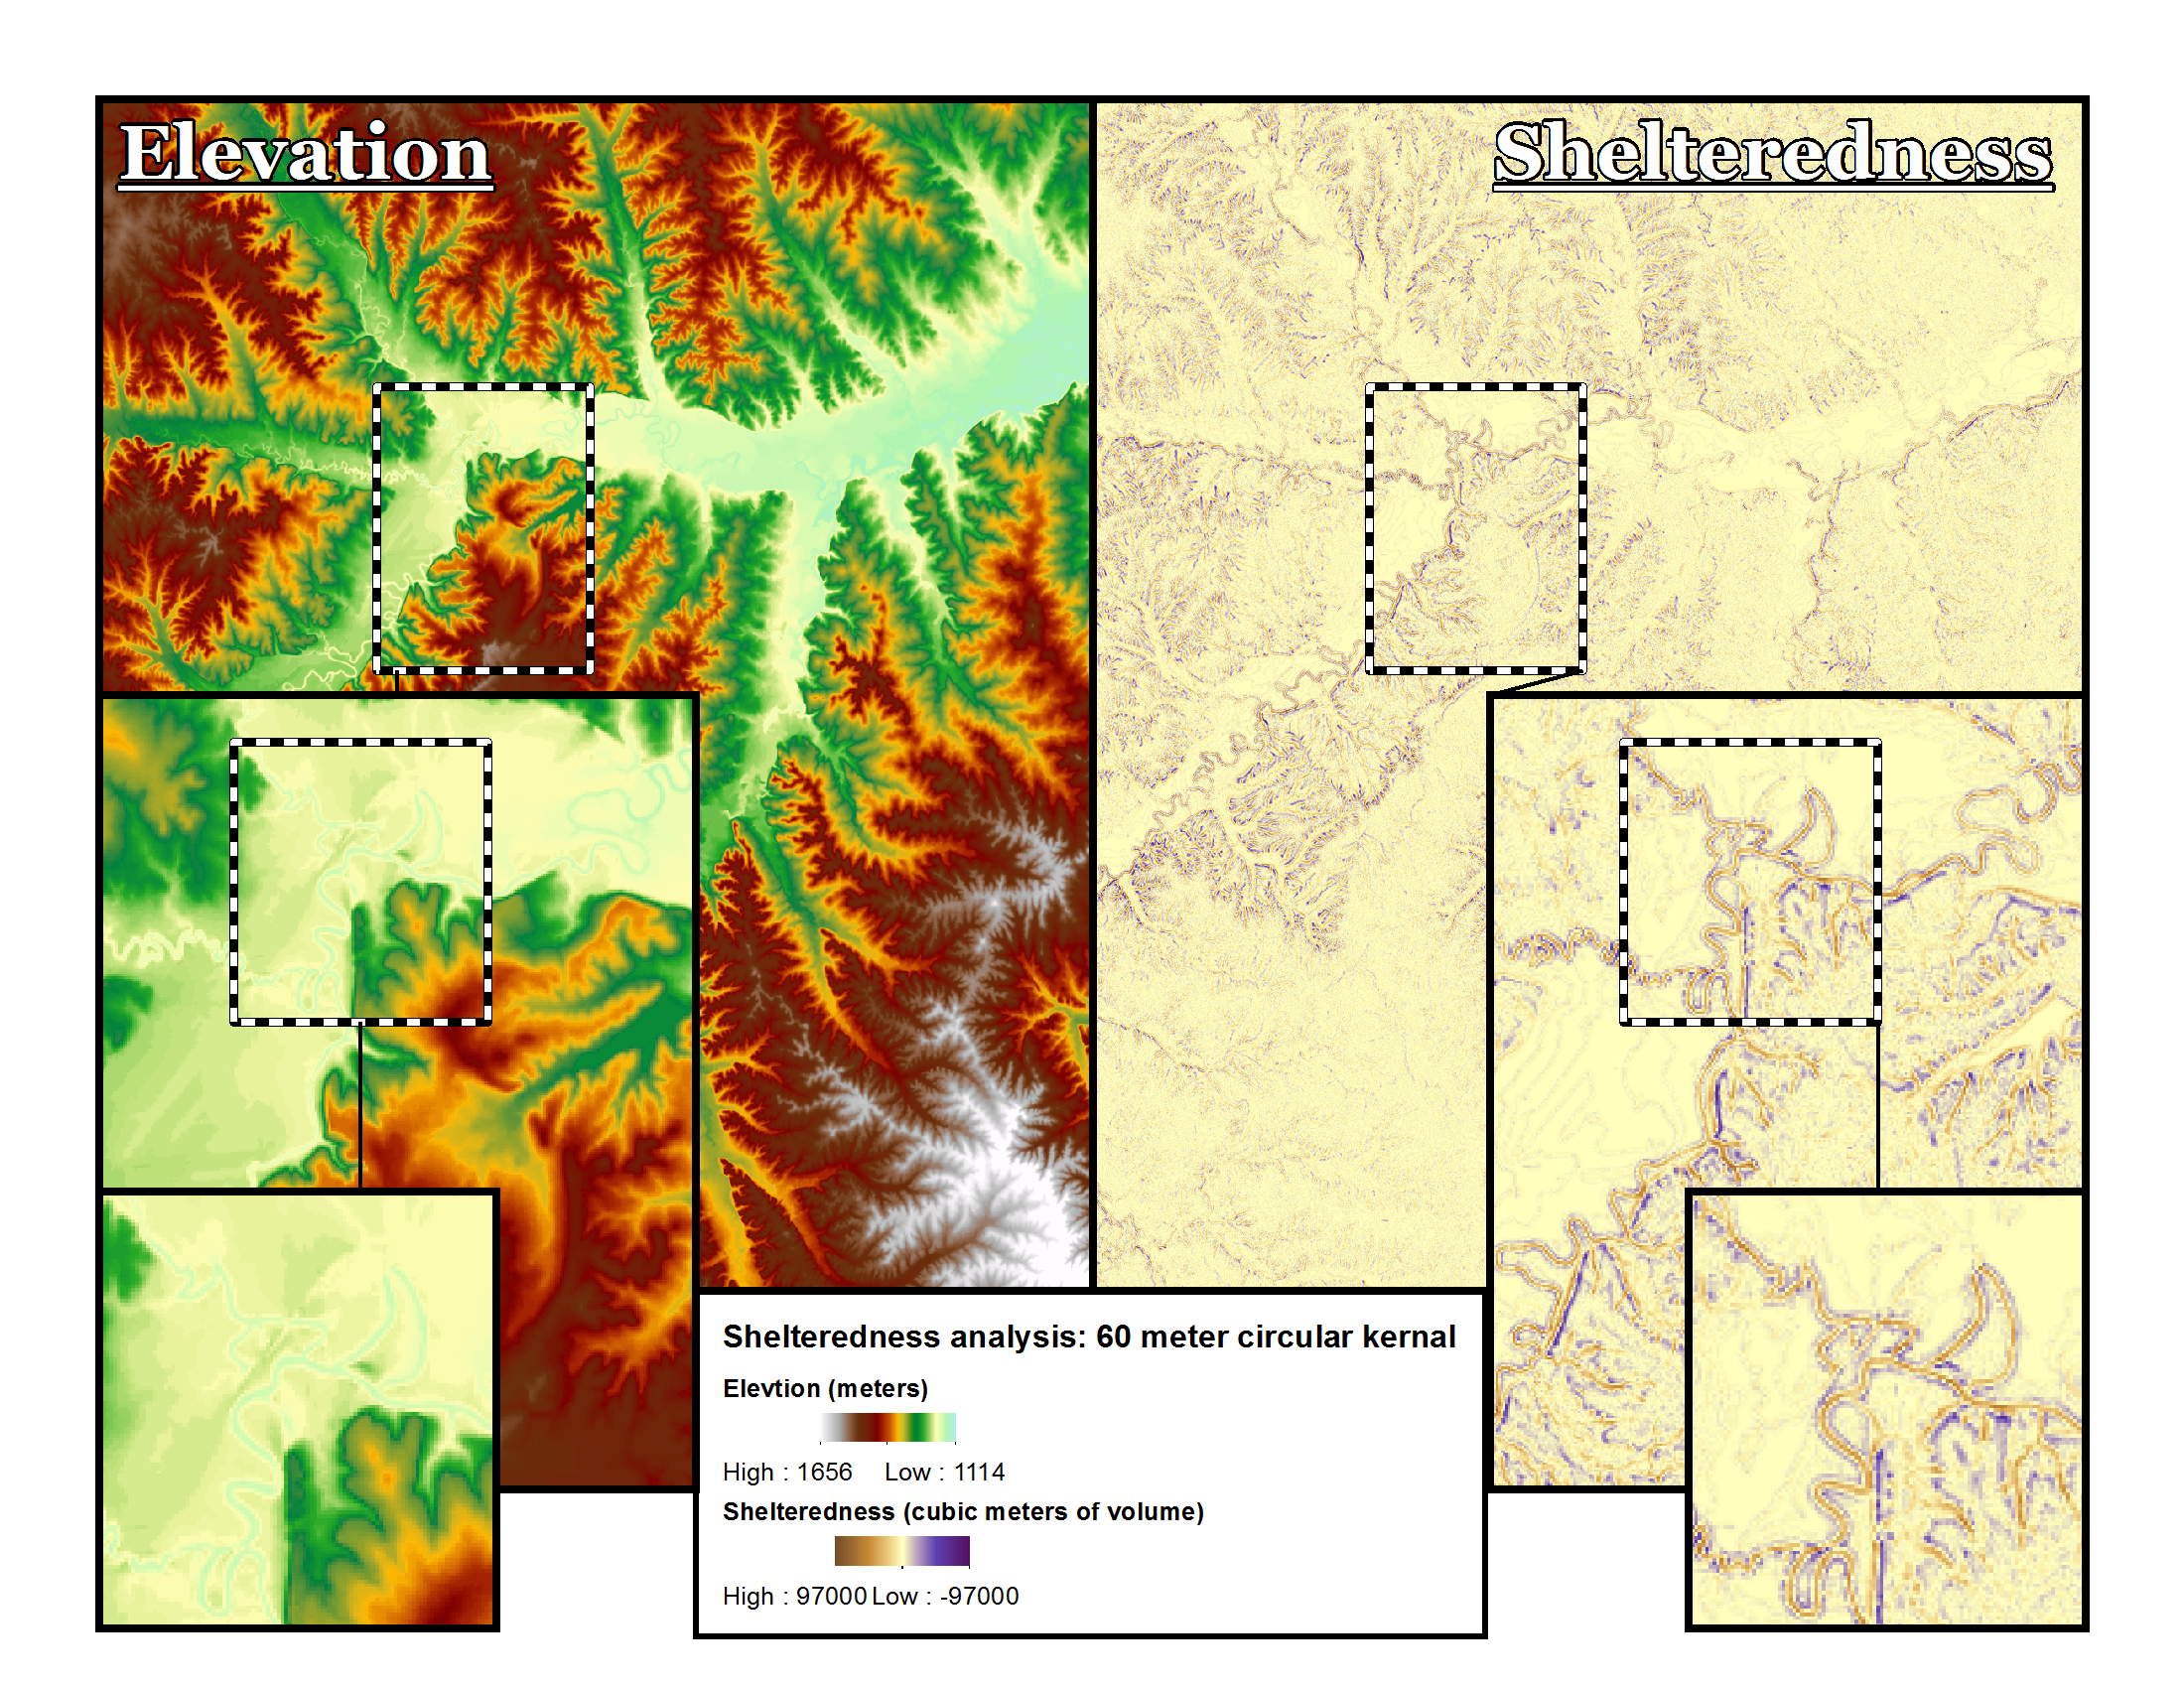 Elevation
Shelteredness
Shelteredness analysis: 60 meter circular kernal
Elevtion (meters)
High : 1656 Low : 1114
Shelteredness (cubic meters of volume)
High : 97000 Low : -97000